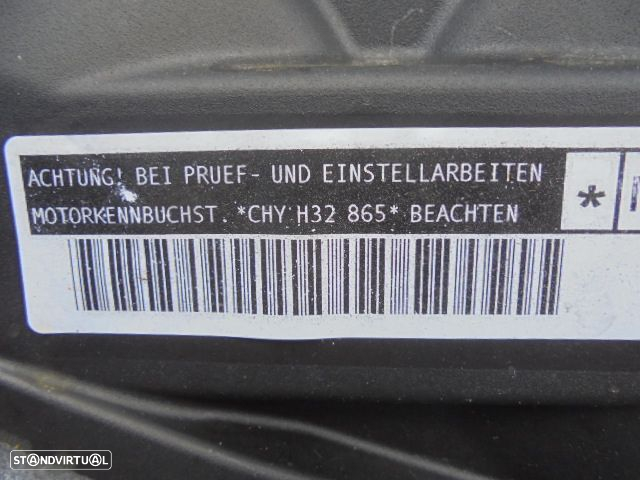 ACHTUNG! BEI PRUEF- UND EINSTELLARBEITEN
MOTORKENNBUCHST. *CHY H32 865* BEACHTEN
*
STANDVIRTUAL